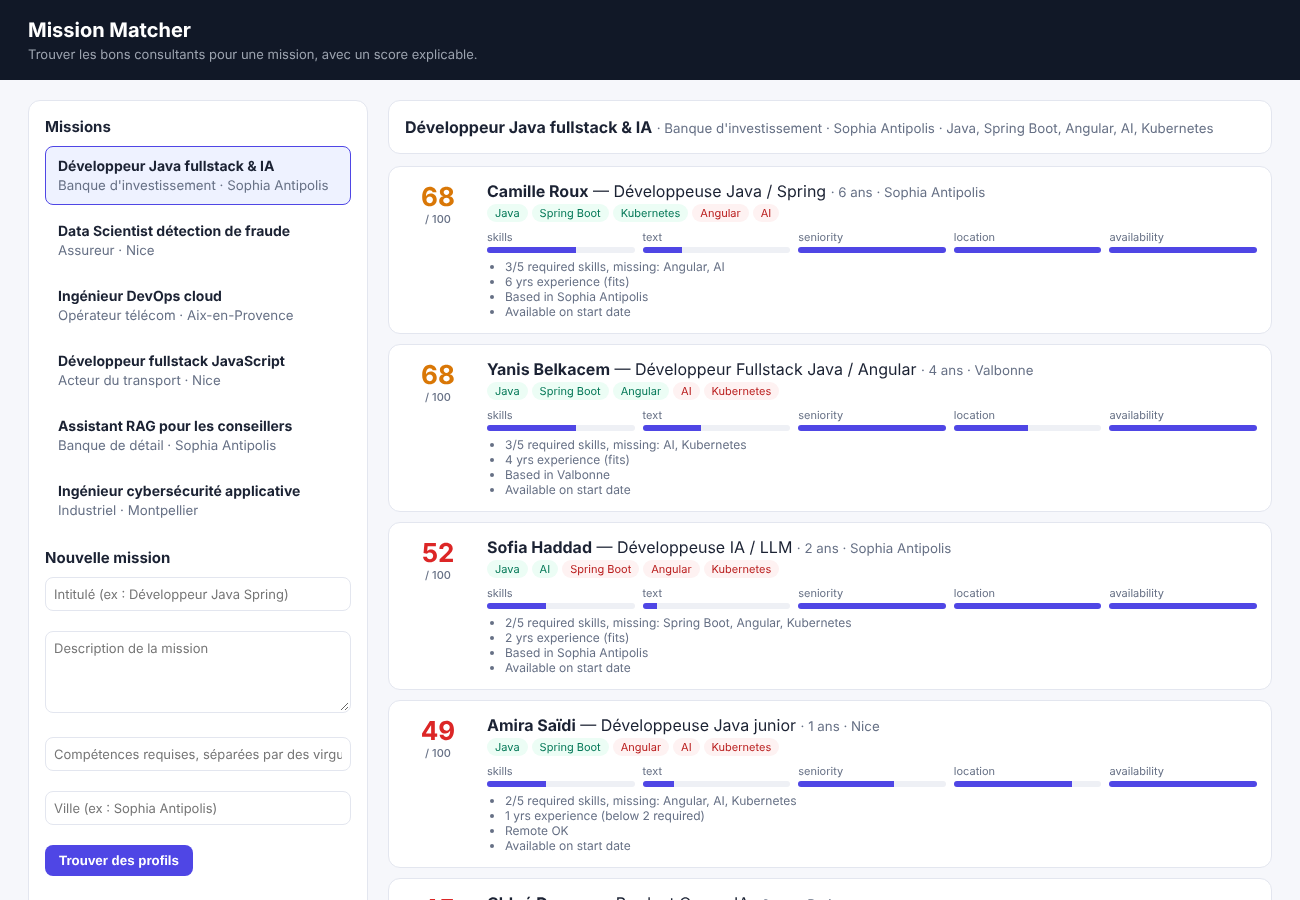 Mission Matcher
Trouver les bons consultants pour une mission, avec un score explicable.
Missions
Développeur Java fullstack & IA
Banque d'investissement · Sophia Antipolis
Data Scientist détection de fraude
Assureur · Nice
Ingénieur DevOps cloud
Opérateur télécom · Aix-en-Provence
Développeur fullstack JavaScript
Acteur du transport · Nice
Assistant RAG pour les conseillers
Banque de détail · Sophia Antipolis
Ingénieur cybersécurité applicative
Industriel · Montpellier
Nouvelle mission
Intitulé (ex : Développeur Java Spring)
Description de la mission
Compétences requises, séparées par des virgu
Ville (ex : Sophia Antipolis)
Trouver des profils
Développeur Java fullstack & IA · Banque d'investissement · Sophia Antipolis · Java, Spring Boot, Angular, AI, Kubernetes
68
/ 100
Camille Roux — Développeuse Java / Spring · 6 ans · Sophia Antipolis
Java Spring Boot Kubernetes Angular AI
skills text seniority location availability
• 3/5 required skills, missing: Angular, AI
• 6 yrs experience (fits)
• Based in Sophia Antipolis
• Available on start date
68
/ 100
Yanis Belkacem — Développeur Fullstack Java / Angular · 4 ans · Valbonne
Java Spring Boot Angular AI Kubernetes
skills text seniority location availability
• 3/5 required skills, missing: AI, Kubernetes
• 4 yrs experience (fits)
• Based in Valbonne
• Available on start date
52
/ 100
Sofia Haddad — Développeuse IA / LLM · 2 ans · Sophia Antipolis
Java AI Spring Boot Angular Kubernetes
skills text seniority location availability
• 2/5 required skills, missing: Spring Boot, Angular, Kubernetes
• 2 yrs experience (fits)
• Based in Sophia Antipolis
• Available on start date
49
/ 100
Amira Saïdi — Développeuse Java junior · 1 ans · Nice
Java Spring Boot Angular AI Kubernetes
skills text seniority location availability
• 2/5 required skills, missing: Angular, AI, Kubernetes
• 1 yrs experience (below 2 required)
• Remote OK
• Available on start date